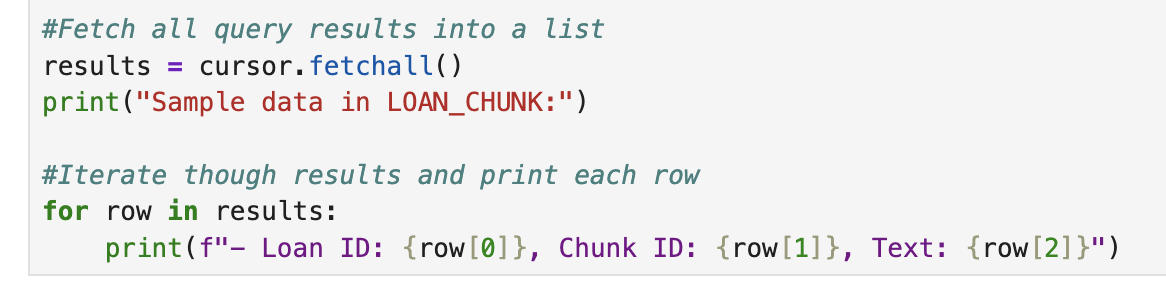 #Fetch all query results into a list
results = cursor.fetchall()
print("Sample data in LOAN_CHUNK:")

#Iterate though results and print each row
for row in results:
    print(f"– Loan ID: {row[0]}, Chunk ID: {row[1]}, Text: {row[2]}")